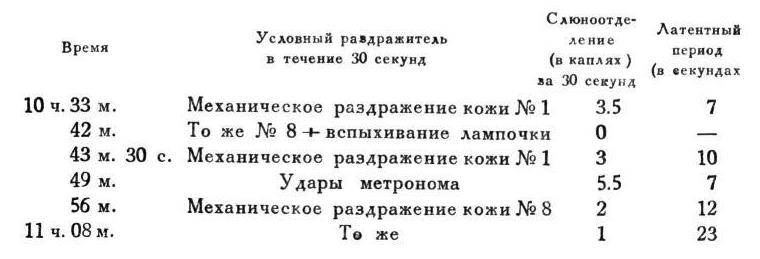 Время Условный раздражитель в течение 30 секунд Слюноотде-ление (в каплях) за 30 секунд Латентный период (в секундах
10 ч. 33 м. Механическое раздражение кожи № 1 3.5 7
42 м. То же № 8 + вспыхивание лампочки 0 —
43 м. 30 с. Механическое раздражение кожи № 1 3 10
49 м. Удары метронома 5.5 7
56 м. Механическое раздражение кожи № 8 2 12
11 ч. 08 м. То же 1 23